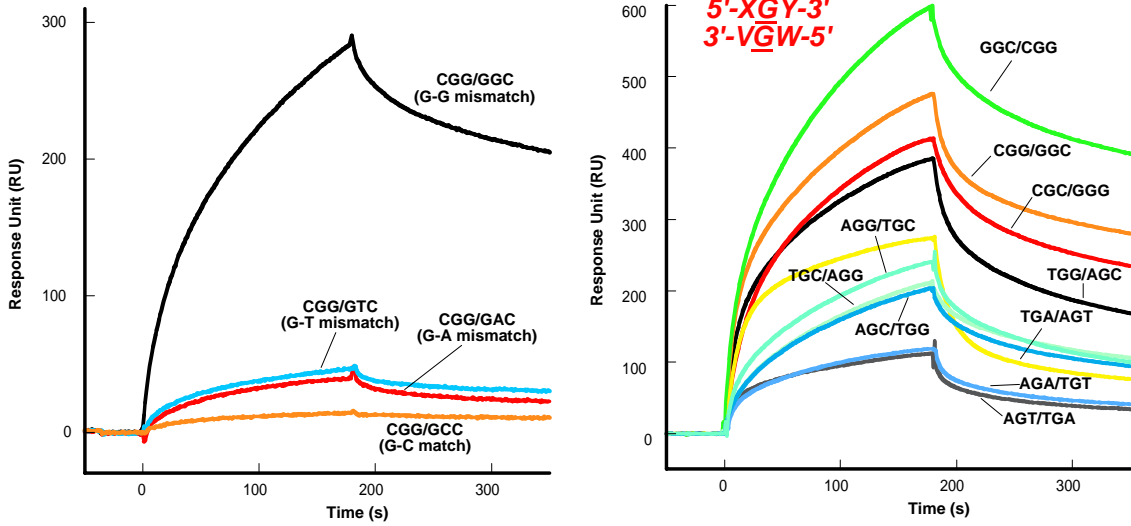 300
200
100
0
0
100
200
300
Response Unit (RU)
Time (s)
CGG/GGC
(G-G mismatch)
CGG/GTC
(G-T mismatch)
CGG/GAC
(G-A mismatch)
CGG/GCC
(G-C match)
5'-XGY-3'
3'-VGW-5'
600
500
400
300
200
100
0
0
100
200
300
Response Unit (RU)
Time (s)
GGC/CGG
CGG/GGC
CGC/GGG
AGG/TGC
TGC/AGG
TGG/AGC
AGC/TGG
TGA/AGT
AGA/TGT
AGT/TGA